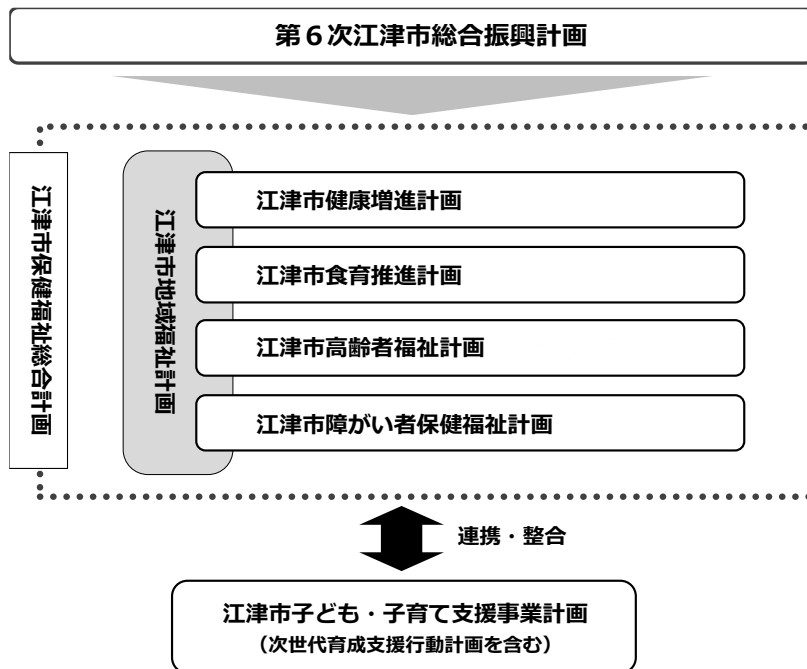 第６次江津市総合振興計画
江津市保健福祉総合計画
江津市地域福祉計画
江津市健康増進計画
江津市食育推進計画
江津市高齢者福祉計画
江津市障がい者保健福祉計画
連携・整合
江津市子ども・子育て支援事業計画
（次世代育成支援行動計画を含む）